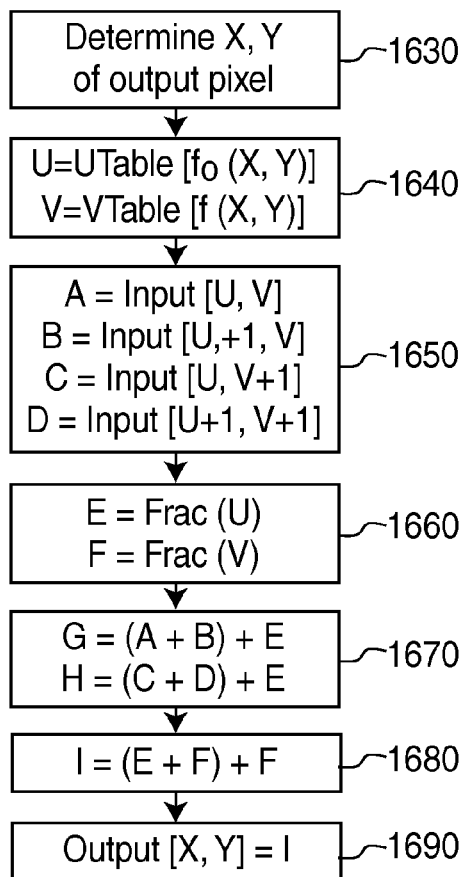 Determine X, Y
of output pixel
1630
U=UTable [fo (X, Y)]
V=VTable [f (X, Y)]
1640
A = Input [U, V]
B = Input [U,+1, V]
C = Input [U, V+1]
D = Input [U+1, V+1]
1650
E = Frac (U)
F = Frac (V)
1660
G = (A + B) + E
H = (C + D) + E
1670
I = (E + F) + F
1680
Output [X, Y] = I
1690